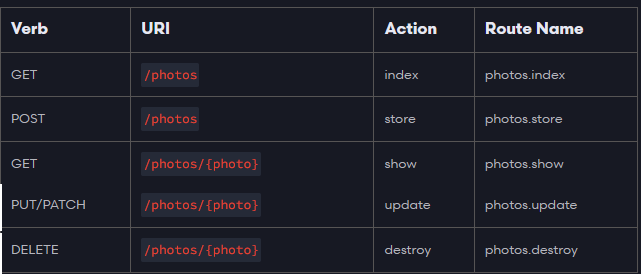 Verb URI Action Route Name
GET /photos index photos.index
POST /photos store photos.store
GET /photos/{photo} show photos.show
PUT/PATCH /photos/{photo} update photos.update
DELETE /photos/{photo} destroy photos.destroy